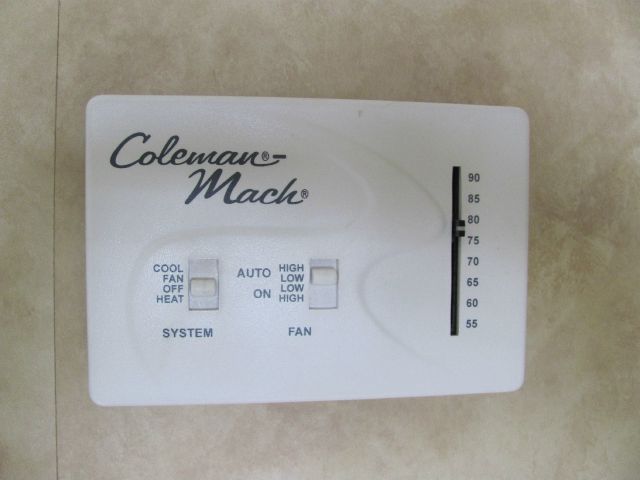 Coleman®-
Mach®
COOL
FAN
OFF
HEAT
SYSTEM
AUTO
ON
HIGH
LOW
LOW
HIGH
FAN
90
85
80
75
70
65
60
55